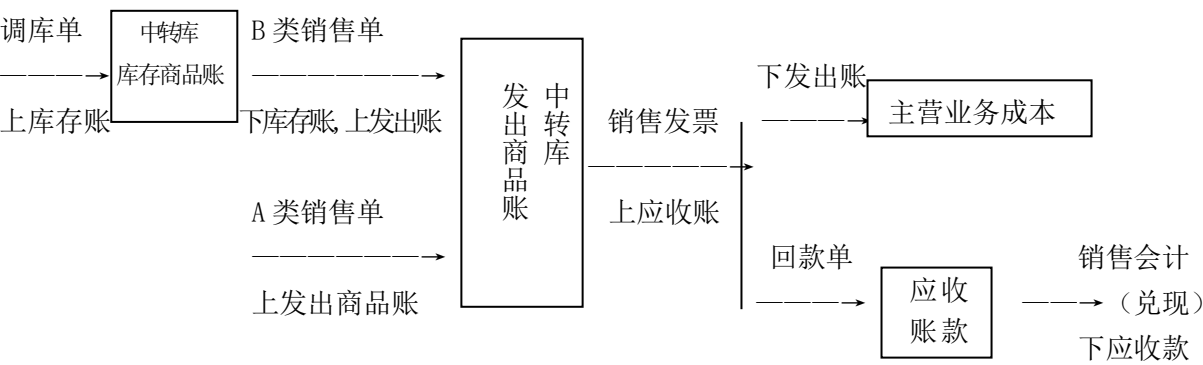 调库单
上库存账
中转库
库存商品账
B 类销售单
下库存账,上发出账
A 类销售单
上发出商品账
中转库
发出商品账
销售发票
上应收账
下发出账
主营业务成本
回款单
应收
账款
销售会计
（兑现）
下应收款